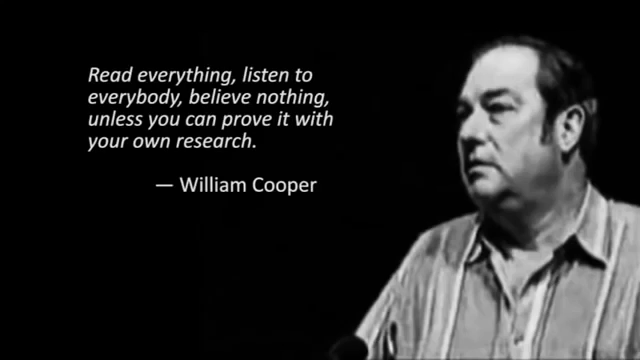 Read everything, listen to
everybody, believe nothing,
unless you can prove it with
your own research.
— William Cooper